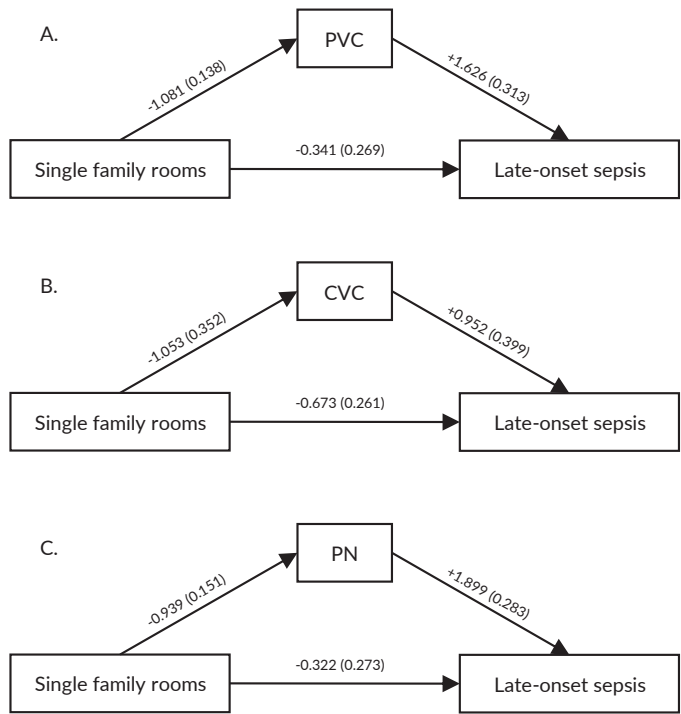 A.
PVC
-1.081 (0.138)
+1.626 (0.313)
Single family rooms
-0.341 (0.269)
Late-onset sepsis
B.
CVC
-1.053 (0.352)
+0.952 (0.399)
Single family rooms
-0.673 (0.261)
Late-onset sepsis
C.
PN
-0.939 (0.151)
+1.899 (0.283)
Single family rooms
-0.322 (0.273)
Late-onset sepsis